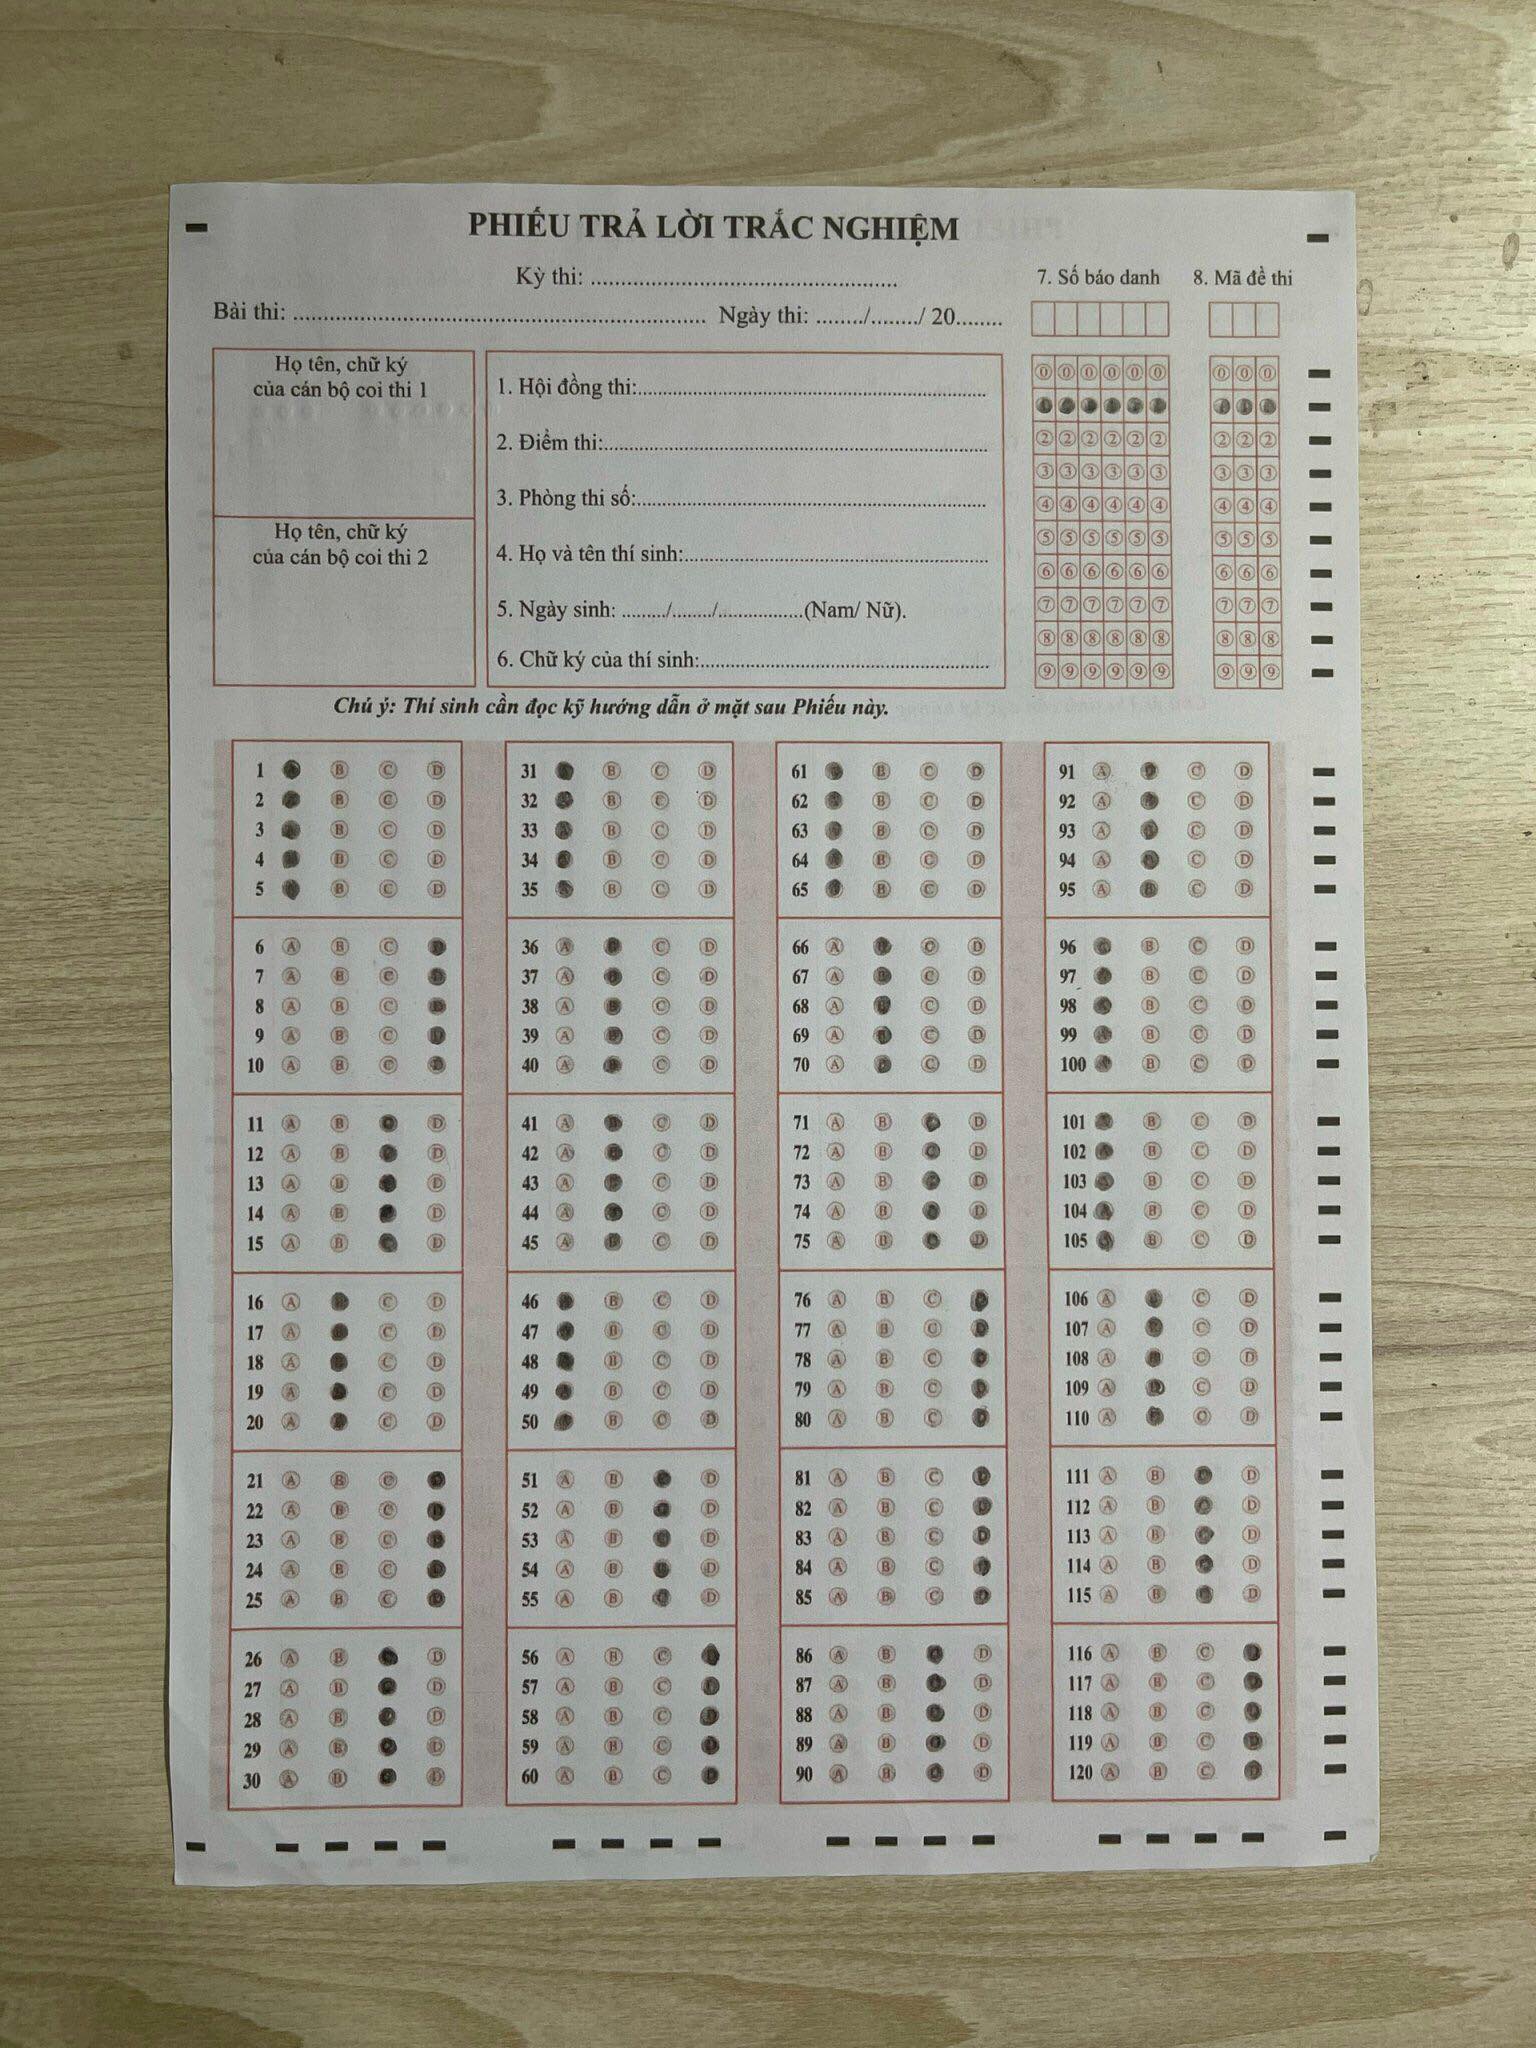 PHIẾU TRẢ LỜI TRẮC NGHIỆM
Kỳ thi: ....................................................
Bài thi: ...................................................................... Ngày thi: ......../......../ 20........
7. Số báo danh
8. Mã đề thi
Họ tên, chữ ký
của cán bộ coi thi 1
Họ tên, chữ ký
của cán bộ coi thi 2
1. Hội đồng thi:............................................................
2. Điểm thi:..................................................................
3. Phòng thi số:............................................................
4. Họ và tên thí sinh:....................................................
5. Ngày sinh: ......../......../...............(Nam/ Nữ).
6. Chữ ký của thí sinh:.................................................
0 0 0 0 0 0 0 0 0
2 2 2 2 2 2 2 2 2
3 3 3 3 3 3 3 3 3
4 4 4 4 4 4 4 4 4
5 5 5 5 5 5 5 5 5
6 6 6 6 6 6 6 6 6
7 7 7 7 7 7 7 7 7
8 8 8 8 8 8 8 8 8
9 9 9 9 9 9 9 9 9
Chú ý: Thí sinh cần đọc kỹ hướng dẫn ở mặt sau Phiếu này.
1 B C D
2 B C D
3 B C D
4 B C D
5 B C D
6 A B C
7 A B C
8 A B C
9 A B C
10 A B C
11 A B D
12 A B D
13 A B D
14 A B D
15 A B D
16 A C D
17 A C D
18 A C D
19 A C D
20 A C D
21 A B C
22 A B C
23 A B C
24 A B C
25 A B C
26 A B D
27 A B D
28 A B D
29 A B D
30 A B D
31 B C D
32 B C D
33 B C D
34 B C D
35 B C D
36 A C D
37 A C D
38 A C D
39 A C D
40 A C D
41 A C D
42 A C D
43 A C D
44 A C D
45 A C D
46 B C D
47 B C D
48 B C D
49 B C D
50 B C D
51 A B D
52 A B D
53 A B D
54 A B D
55 A B D
56 A B C
57 A B C
58 A B C
59 A B C
60 A B C
61 B C D
62 B C D
63 B C D
64 B C D
65 B C D
66 A C D
67 A C D
68 A C D
69 A C D
70 A C D
71 A B D
72 A B D
73 A B D
74 A B D
75 A B D
76 A B C
77 A B C
78 A B C
79 A B C
80 A B C
81 A B C
82 A B C
83 A B C
84 A B C
85 A B C
86 A B D
87 A B D
88 A B D
89 A B D
90 A B D
91 A C D
92 A C D
93 A C D
94 A C D
95 A C D
96 B C D
97 B C D
98 B C D
99 B C D
100 B C D
101 B C D
102 B C D
103 B C D
104 B C D
105 B C D
106 A C D
107 A C D
108 A C D
109 A C D
110 A C D
111 A B D
112 A B D
113 A B D
114 A B D
115 A B D
116 A B C
117 A B C
118 A B C
119 A B C
120 A B C